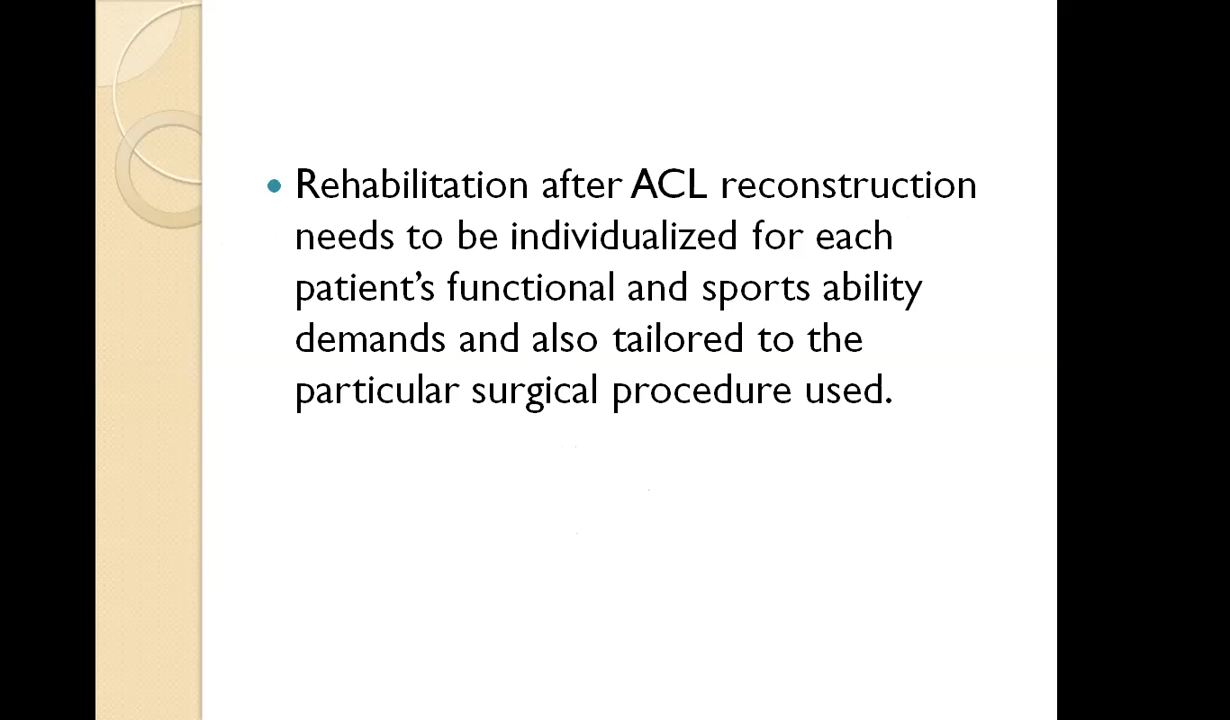 • Rehabilitation after ACL reconstruction
needs to be individualized for each
patient’s functional and sports ability
demands and also tailored to the
particular surgical procedure used.